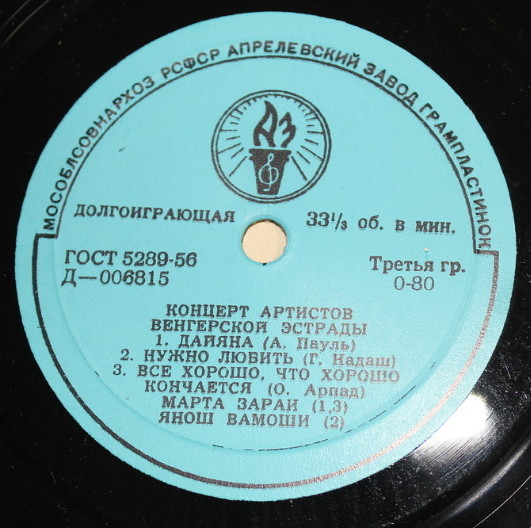 МОСОБЛСОВНАРХОЗ РСФСР АПРЕЛЕВСКИЙ ЗАВОД ГРАМПЛАСТИНОК
АЗ
ДОЛГОИГРАЮЩАЯ 33⅓ об. в мин.
ГОСТ 5289-56 Третья гр.
Д—006815 0-80
КОНЦЕРТ АРТИСТОВ
ВЕНГЕРСКОЙ ЭСТРАДЫ
1. ДАЙЯНА (А. Пауль)
2. НУЖНО ЛЮБИТЬ (Г. Надаш)
3. ВСЕ ХОРОШО, ЧТО ХОРОШО
КОНЧАЕТСЯ (О. Арпад)
МАРТА ЗАРАИ (1,3)
ЯНОШ ВАМОШИ (2)